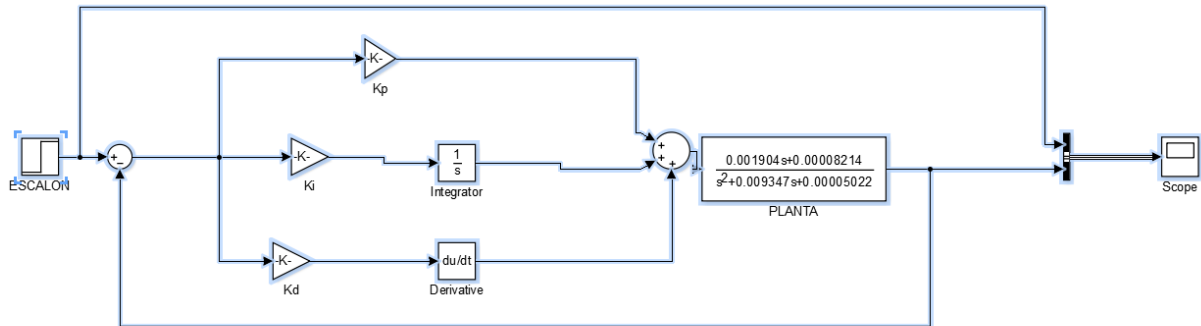 -K-
Kp
ESCALON
+
−
-K-
Ki
1
s
Integrator
+
+
+
0.001904s+0.00008214
s²+0.009347s+0.00005022
PLANTA
Scope
-K-
Kd
du/dt
Derivative